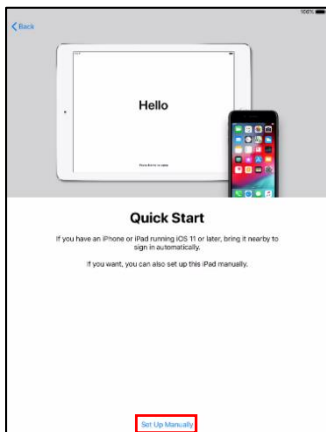 100%
Back
Hello
Quick Start
If you have an iPhone or iPad running iOS 11 or later, bring it nearby to
sign in automatically.
If you want, you can also set up this iPad manually.
Set Up Manually